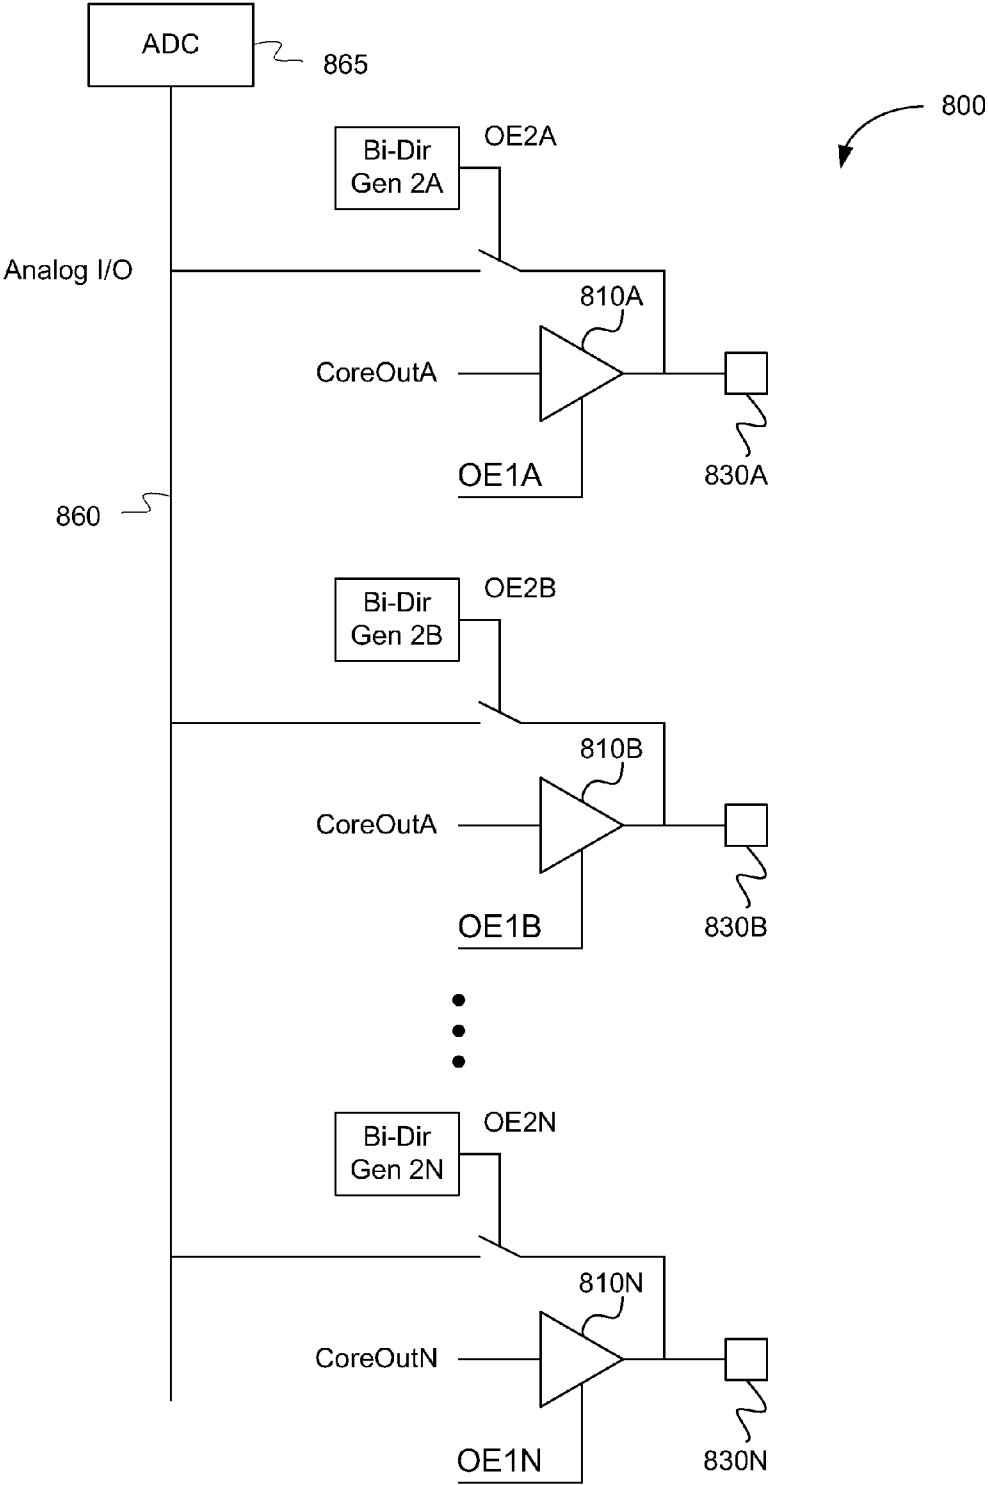 ADC
865
800
OE2A
Bi-Dir
Gen 2A
Analog I/O
810A
CoreOutA
830A
OE1A
860
OE2B
Bi-Dir
Gen 2B
810B
CoreOutA
830B
OE1B
OE2N
Bi-Dir
Gen 2N
810N
CoreOutN
830N
OE1N